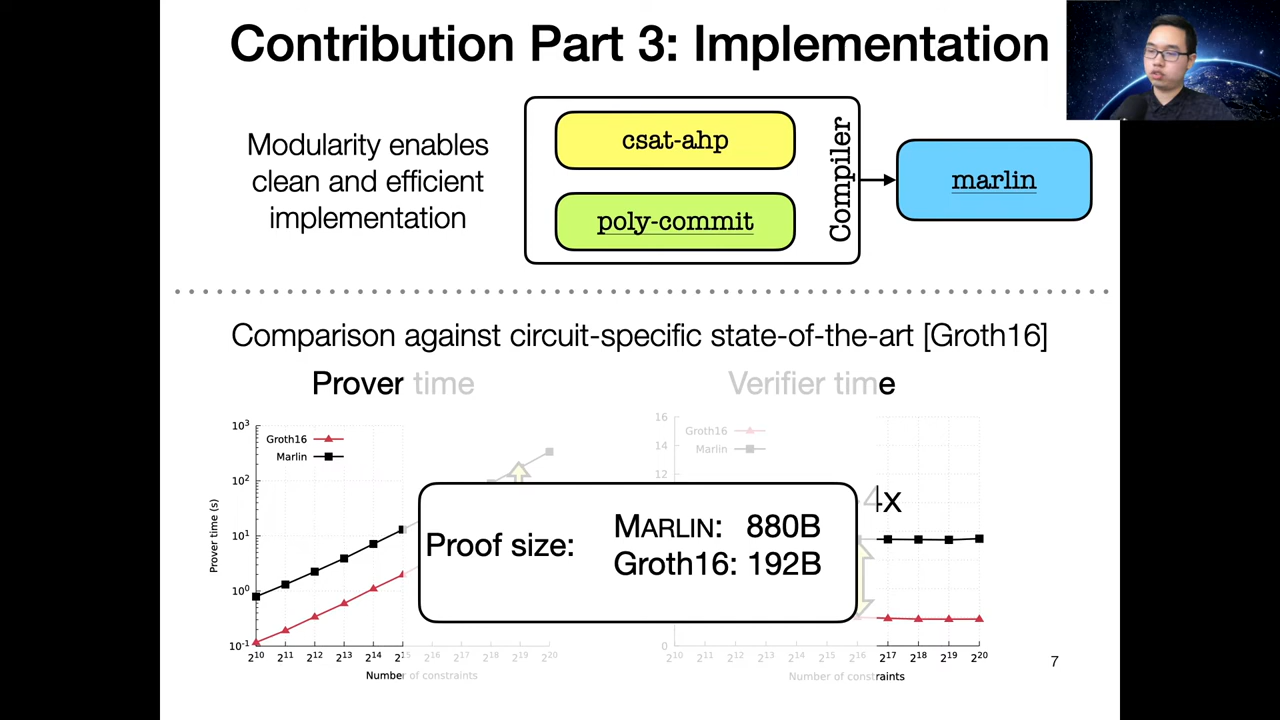 Contribution Part 3: Implementation
Modularity enables
clean and efficient
implementation
csat-ahp
poly-commit
Compiler
marlin
Comparison against circuit-specific state-of-the-art [Groth16]
Prover time
10³
10²
10¹
10⁰
10⁻¹
Prover time (s)
Groth16
Marlin
2¹⁰ 2¹¹ 2¹² 2¹³ 2¹⁴ 2¹⁵ 2¹⁶ 2¹⁷ 2¹⁸ 2¹⁹ 2²⁰
Number of constraints
Verifier time
16
14
12
0
Groth16
Marlin
4x
2¹⁰ 2¹¹ 2¹² 2¹³ 2¹⁴ 2¹⁵ 2¹⁶ 2¹⁷ 2¹⁸ 2¹⁹ 2²⁰
Number of constraints
Proof size:
MARLIN: 880B
Groth16: 192B
7